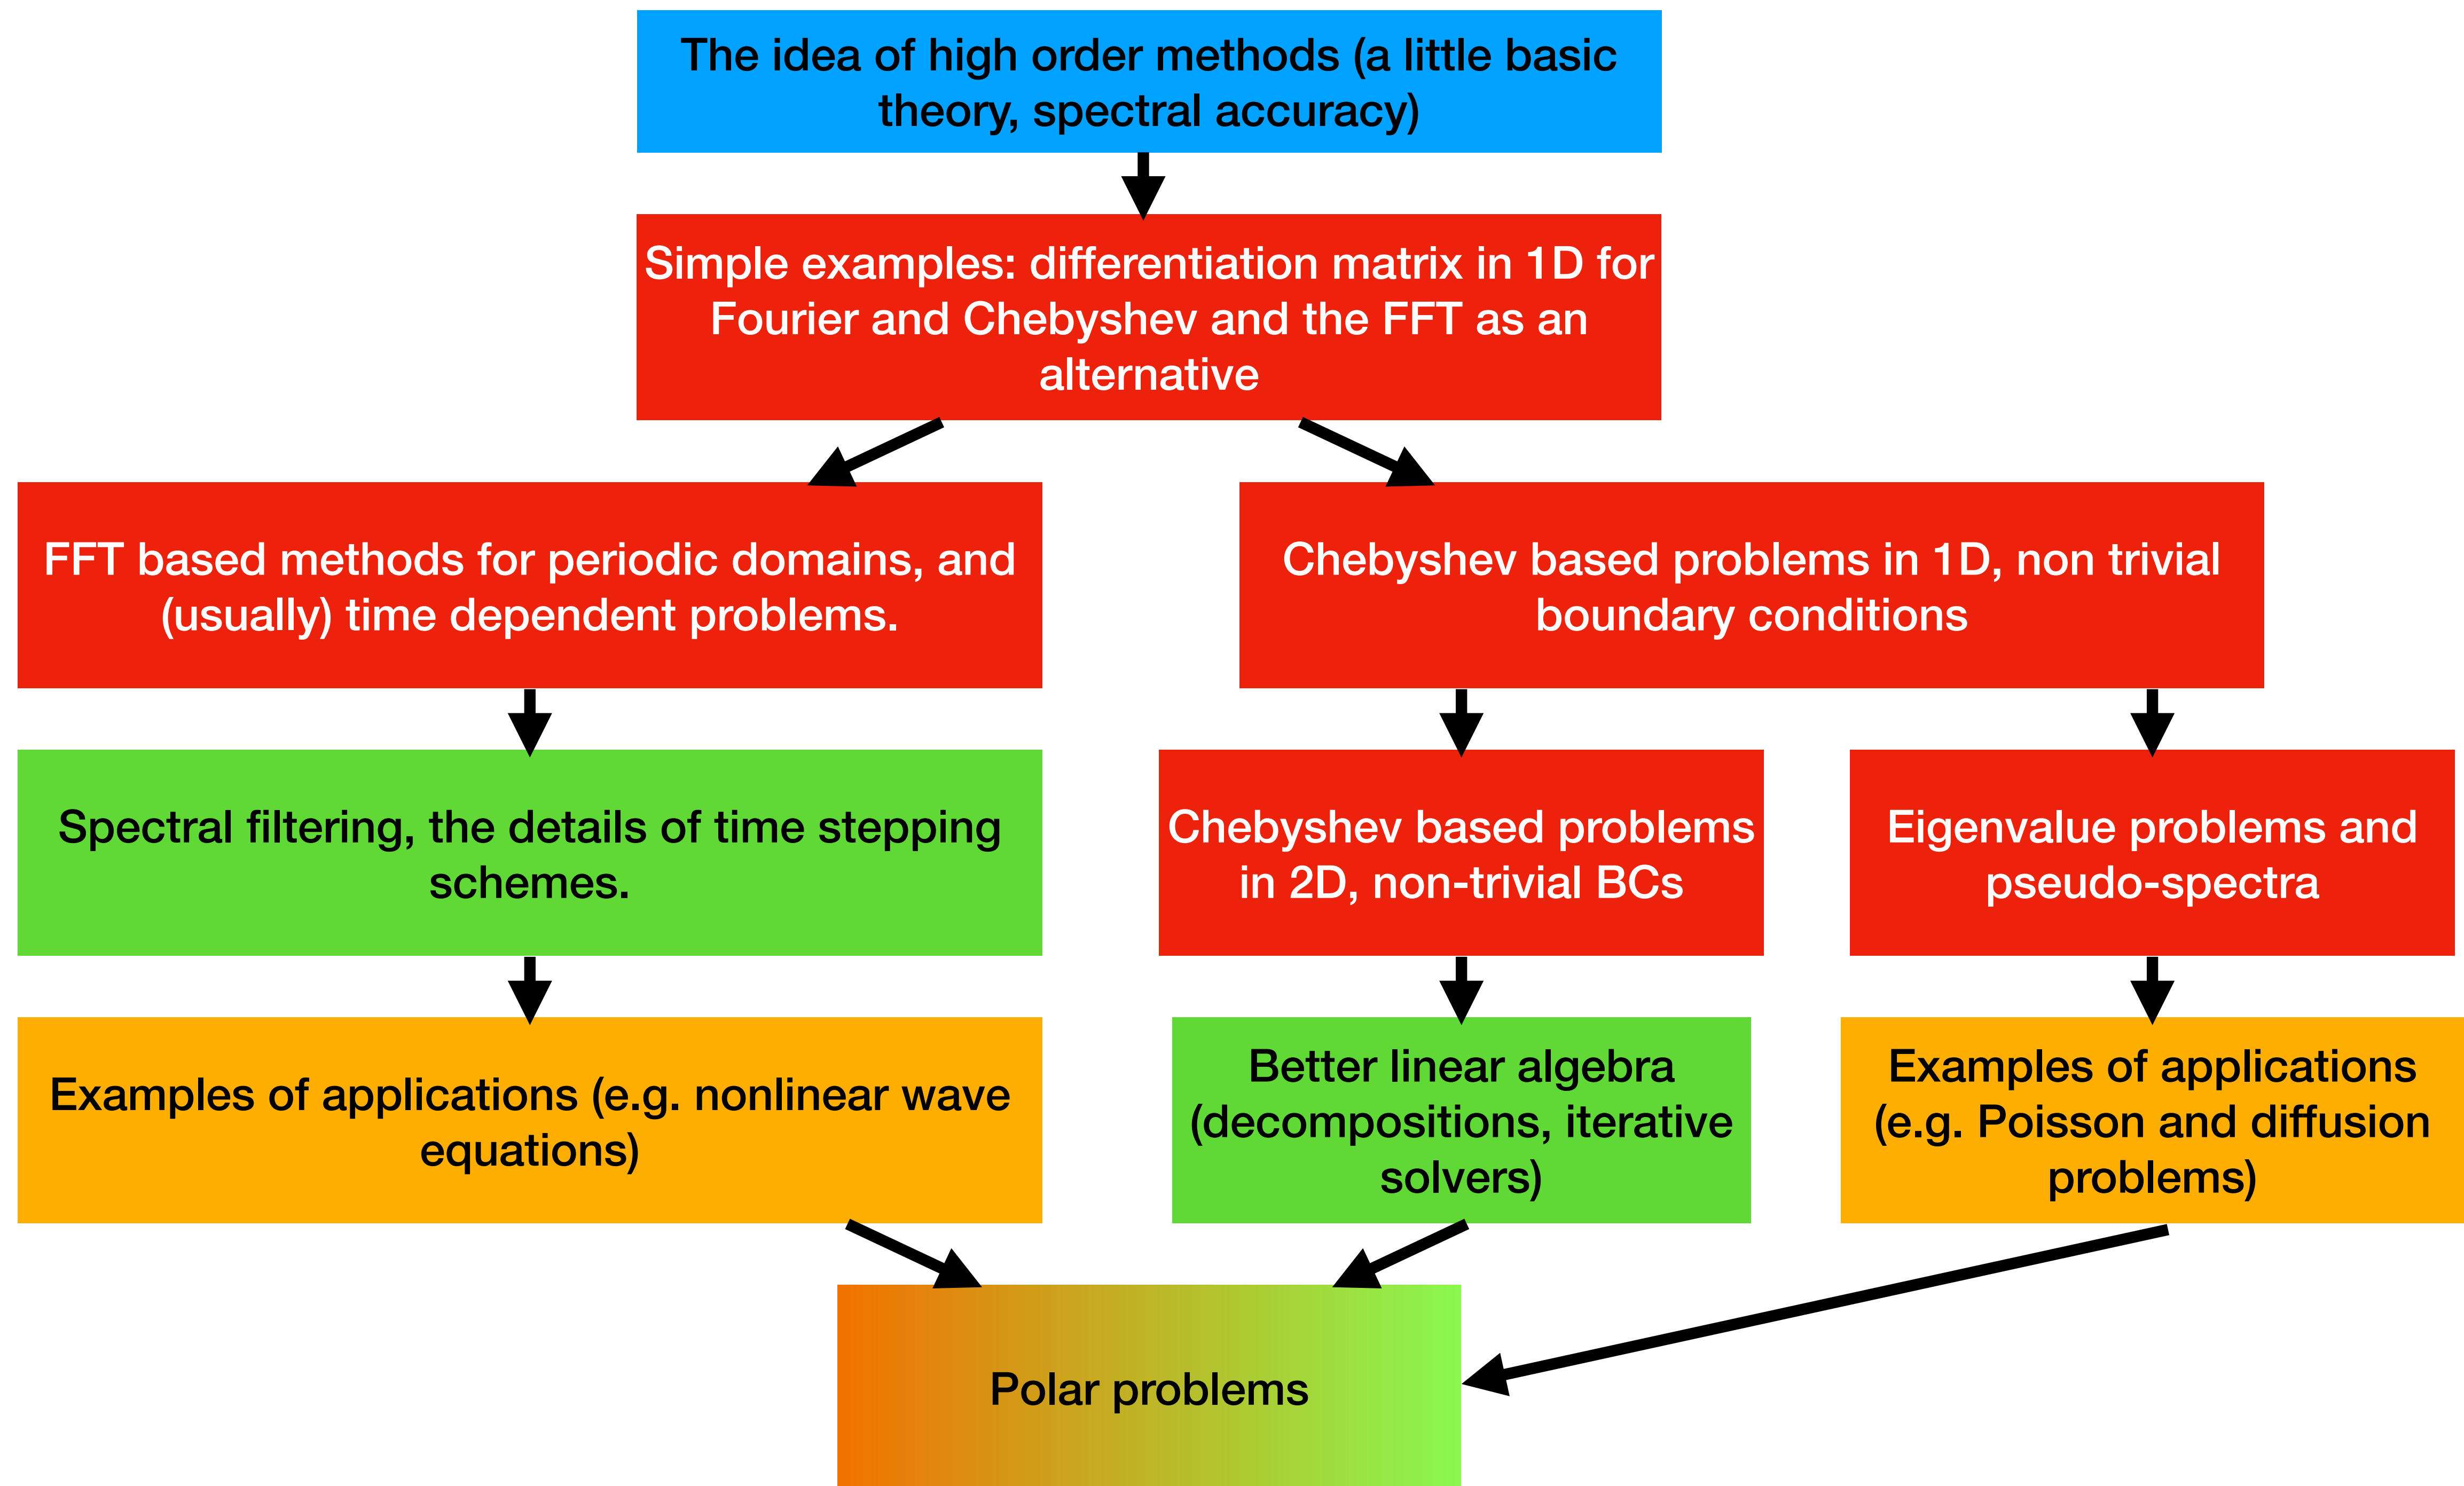 The idea of high order methods (a little basic
theory, spectral accuracy)
Simple examples: differentiation matrix in 1D for
Fourier and Chebyshev and the FFT as an
alternative
FFT based methods for periodic domains, and
(usually) time dependent problems.
Chebyshev based problems in 1D, non trivial
boundary conditions
Spectral filtering, the details of time stepping
schemes.
Chebyshev based problems
in 2D, non-trivial BCs
Eigenvalue problems and
pseudo-spectra
Examples of applications (e.g. nonlinear wave
equations)
Better linear algebra
(decompositions, iterative
solvers)
Examples of applications
(e.g. Poisson and diffusion
problems)
Polar problems